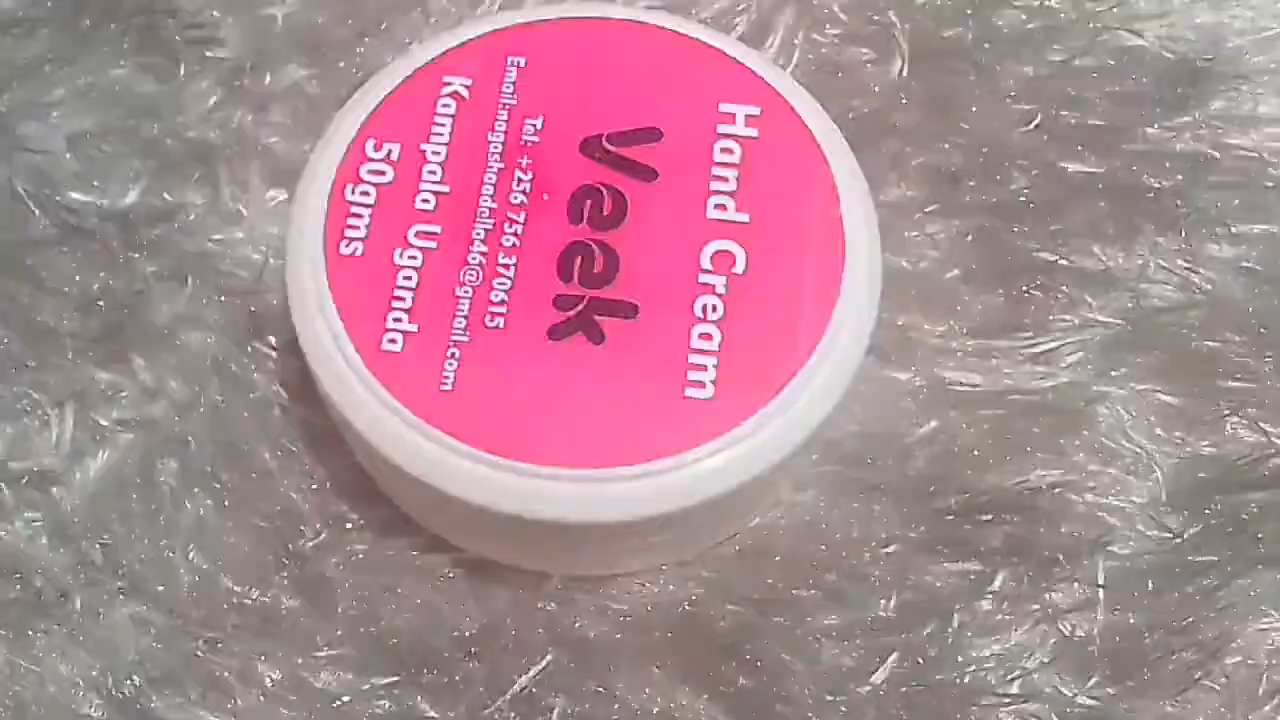 Hand Cream
Veek
Tel: +256 756 370615
Email:nagashaadella46@gmail.com
Kampala Uganda
50gms